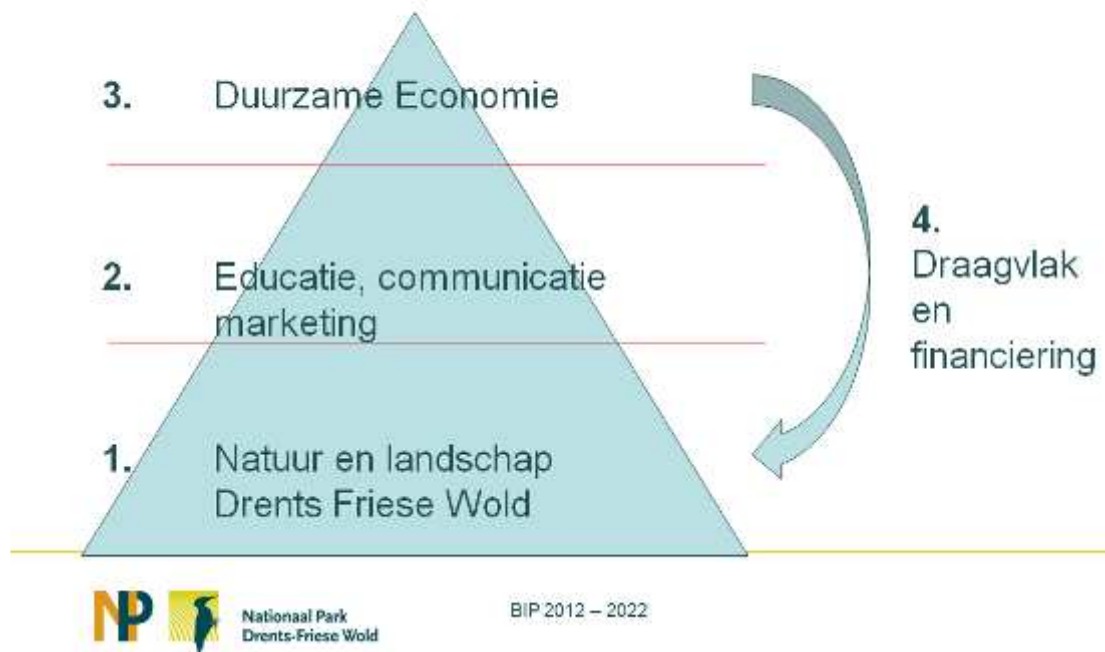 3. Duurzame Economie
2. Educatie, communicatie
marketing
1. Natuur en landschap
Drents Friese Wold
4.
Draagvlak
en
financiering
NP
Nationaal Park
Drents-Friese Wold
BIP 2012 – 2022